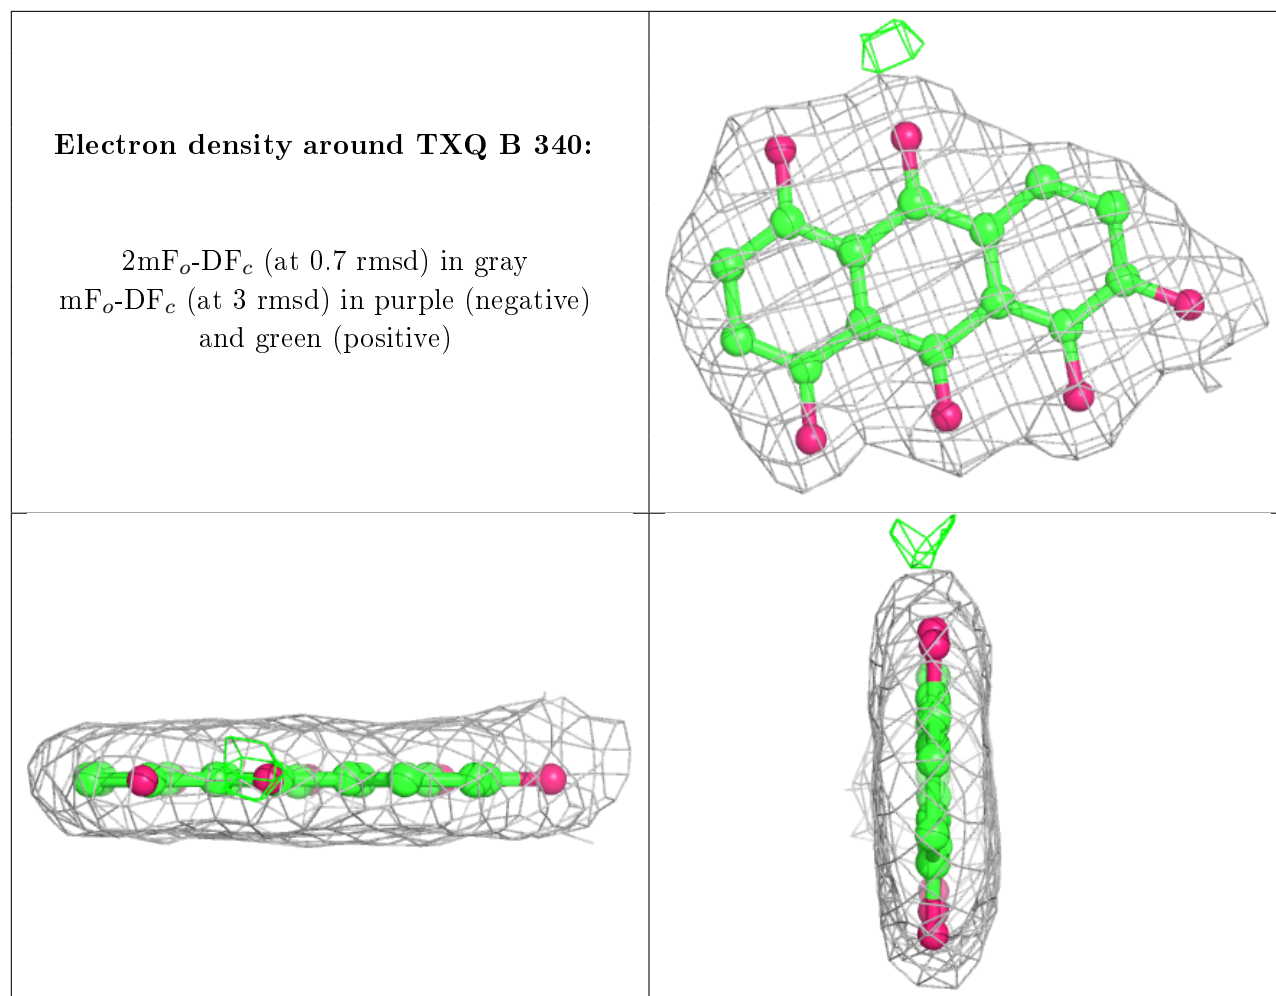 Electron density around TXQ B 340:
2mFo-DFc (at 0.7 rmsd) in gray
mFo-DFc (at 3 rmsd) in purple (negative)
and green (positive)